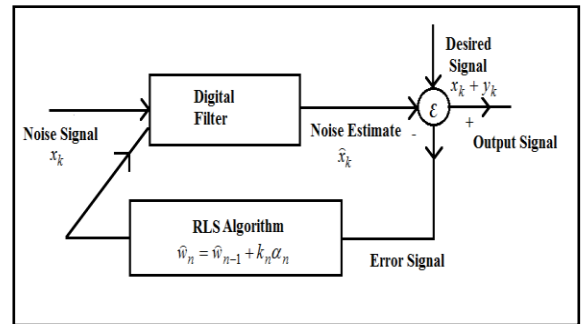 Desired
Signal
x_k + y_k
Digital
Filter
ε
Noise Signal
x_k
Noise Estimate
x̂_k
-
+
Output Signal
RLS Algorithm
ŵ_n = ŵ_{n-1} + k_n α_n
Error Signal